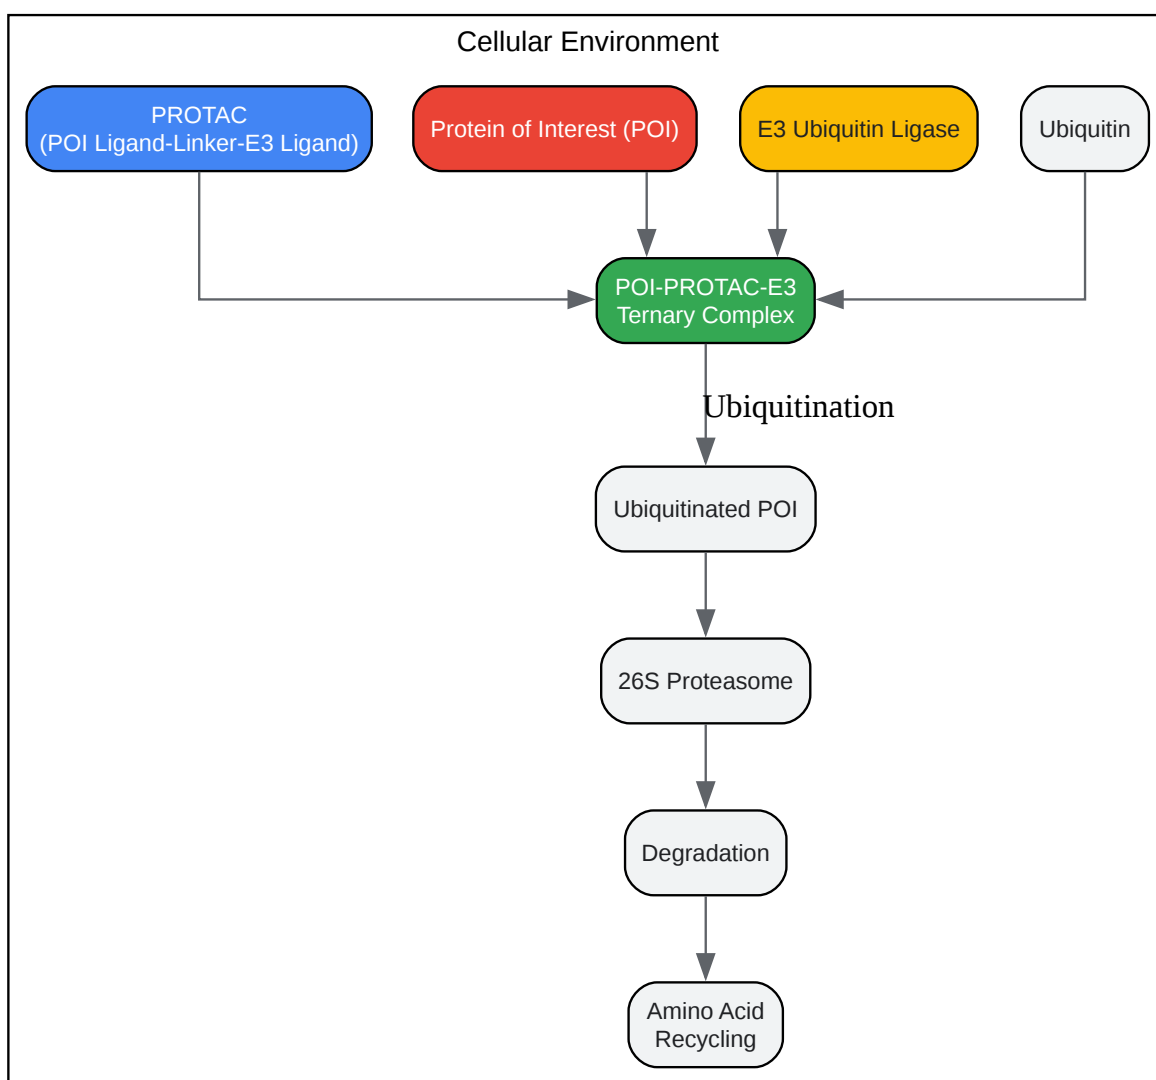 Cellular Environment
PROTAC
(POI Ligand-Linker-E3 Ligand)
Protein of Interest (POI)
E3 Ubiquitin Ligase
Ubiquitin
POI-PROTAC-E3
Ternary Complex
Ubiquitination
Ubiquitinated POI
26S Proteasome
Degradation
Amino Acid
Recycling